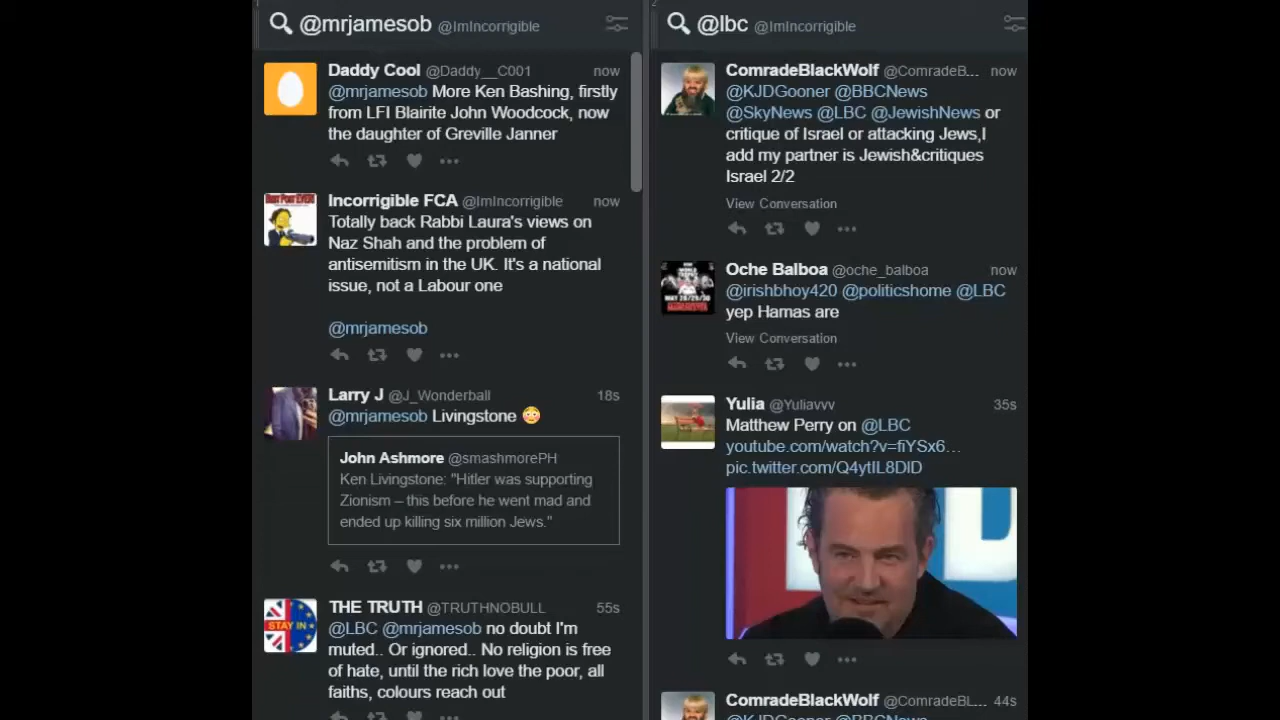 @mrjamesob @ImIncorrigible
Daddy Cool @Daddy__C001 now
@mrjamesob More Ken Bashing, firstly
from LFI Blairite John Woodcock, now
the daughter of Greville Janner
Incorrigible FCA @ImIncorrigible now
Totally back Rabbi Laura's views on
Naz Shah and the problem of
antisemitism in the UK. It's a national
issue, not a Labour one
@mrjamesob
Larry J @J_Wonderball 18s
@mrjamesob Livingstone 😳
John Ashmore @smashmorePH
Ken Livingstone: "Hitler was supporting
Zionism – this before he went mad and
ended up killing six million Jews."
THE TRUTH @TRUTHNOBULL 55s
STAY IN
@LBC @mrjamesob no doubt I'm
muted.. Or ignored.. No religion is free
of hate, until the rich love the poor, all
faiths, colours reach out
@lbc @ImIncorrigible
ComradeBlackWolf @ComradeB... now
@KJDGooner @BBCNews
@SkyNews @LBC @JewishNews or
critique of Israel or attacking Jews,I
add my partner is Jewish&critiques
Israel 2/2
View Conversation
Oche Balboa @oche_balboa now
@irishbhoy420 @politicshome @LBC
yep Hamas are
View Conversation
Yulia @Yuliavvv 35s
Matthew Perry on @LBC
youtube.com/watch?v=fiYSx6…
pic.twitter.com/Q4ytIL8DID
ComradeBlackWolf @ComradeBL... 44s
@KJDGooner @BBCNews